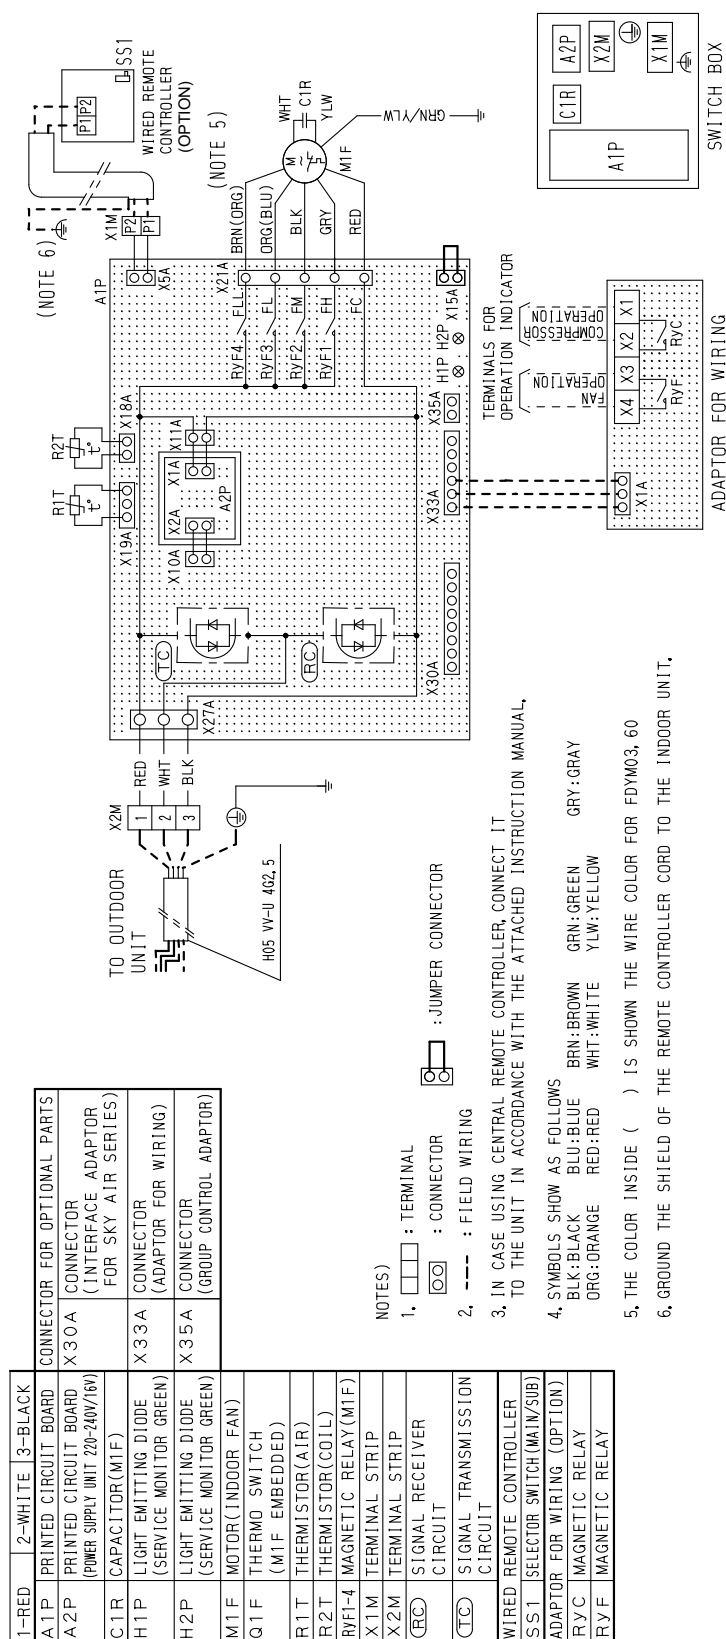 1-RED 2-WHITE 3-BLACK
A1P PRINTED CIRCUIT BOARD
A2P PRINTED CIRCUIT BOARD
(POWER SUPPLY UNIT 220-240V/16V)
C1R CAPACITOR(M1F)
H1P LIGHT EMITTING DIODE
(SERVICE MONITOR GREEN)
H2P LIGHT EMITTING DIODE
(SERVICE MONITOR GREEN)
M1F MOTOR(INDOOR FAN)
Q1F THERMO SWITCH
(M1F EMBEDDED)
R1T THERMISTOR(AIR)
R2T THERMISTOR(COIL)
RyF1-4 MAGNETIC RELAY(M1F)
X1M TERMINAL STRIP
X2M TERMINAL STRIP
RC SIGNAL RECEIVER
CIRCUIT
TC SIGNAL TRANSMISSION
CIRCUIT
WIRED REMOTE CONTROLLER
SS1 SELECTOR SWITCH(MAIN/SUB)
ADAPTOR FOR WIRING (OPTION)
RyC MAGNETIC RELAY
RyF MAGNETIC RELAY
CONNECTOR FOR OPTIONAL PARTS
X30A CONNECTOR
(INTERFACE ADAPTOR
FOR SKY AIR SERIES)
X33A CONNECTOR
(ADAPTOR FOR WIRING)
X35A CONNECTOR
(GROUP CONTROL ADAPTOR)
NOTES)
1. : TERMINAL
: CONNECTOR : JUMPER CONNECTOR
2. : FIELD WIRING
3. IN CASE USING CENTRAL REMOTE CONTROLLER, CONNECT IT
TO THE UNIT IN ACCORDANCE WITH THE ATTACHED INSTRUCTION MANUAL.
4. SYMBOLS SHOW AS FOLLOWS
BLK:BLACK BLU:BLUE BRN:BROWN GRN:GREEN GRY:GRAY
ORG:ORANGE RED:RED WHT:WHITE YLW:YELLOW
5. THE COLOR INSIDE ( ) IS SHOWN THE WIRE COLOR FOR FDYM03, 60
6. GROUND THE SHIELD OF THE REMOTE CONTROLLER CORD TO THE INDOOR UNIT.
TO OUTDOOR
UNIT
H05 VV-U 4G2.5
X2M
1 RED
2 WHT
3 BLK
X27A
TC
RC
X30A
X19A
R1T
t°
R2T
t°
X18A
X10A
X2A
A2P
X1A
X11A
A1P
X33A
X35A
H1P H2P
X15A
RyF4 FLL
RyF3 FL
RyF2 FM
RyF1 FH
FC
X21A
BRN(ORG)
ORG(BLU)
BLK
GRY
RED
(NOTE 5)
M
~
M1F
WHT
C1R
YLW
GRN/YLW
(NOTE 6)
X5A
X1M
P2
P1
P1 P2
SS1
WIRED REMOTE
CONTROLLER
(OPTION)
TERMINALS FOR
OPERATION INDICATOR
FAN
OPERATION
COMPRESSOR
OPERATION
X4 X3 X2 X1
RyF
RyC
X1A
ADAPTOR FOR WIRING
A1P
C1R
A2P
X2M
X1M
SWITCH BOX